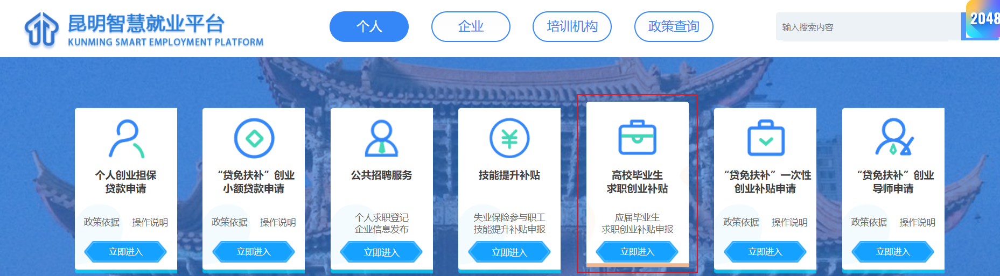 昆明智慧就业平台
KUNMING SMART EMPLOYMENT PLATFORM
个人
企业
培训机构
政策查询
输入搜索内容
2048
个人创业担保
贷款申请
政策依据 操作说明
立即进入
“贷免扶补”创业
小额贷款申请
政策依据 操作说明
立即进入
公共招聘服务
个人求职登记
企业信息发布
立即进入
技能提升补贴
失业保险参与职工
技能提升补贴申报
立即进入
高校毕业生
求职创业补贴
应届毕业生
求职创业补贴申报
立即进入
“贷免扶补”一次性
创业补贴申请
政策依据 操作说明
立即进入
“贷免扶补”创业
导师申请
政策依据 操作说明
立即进入